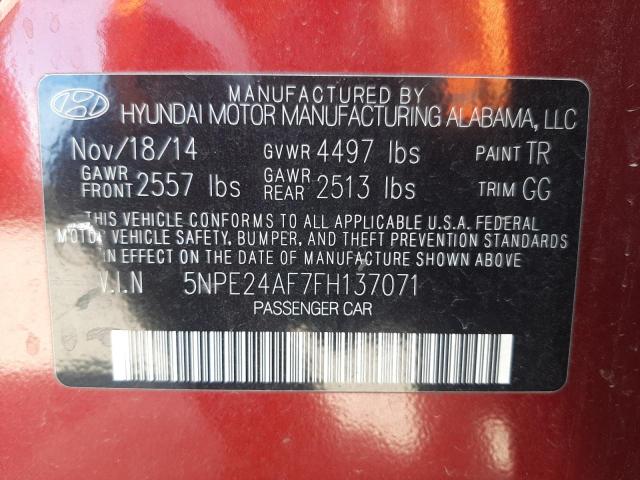 MANUFACTURED BY
HYUNDAI MOTOR MANUFACTURING ALABAMA, LLC
Nov/18/14 GVWR 4497 lbs PAINT TR
GAWR FRONT 2557 lbs GAWR REAR 2513 lbs TRIM GG
THIS VEHICLE CONFORMS TO ALL APPLICABLE U.S.A. FEDERAL
MOTOR VEHICLE SAFETY, BUMPER, AND THEFT PREVENTION STANDARDS
IN EFFECT ON THE DATE OF MANUFACTURE SHOWN ABOVE.
V.I.N 5NPE24AF7FH137071
PASSENGER CAR